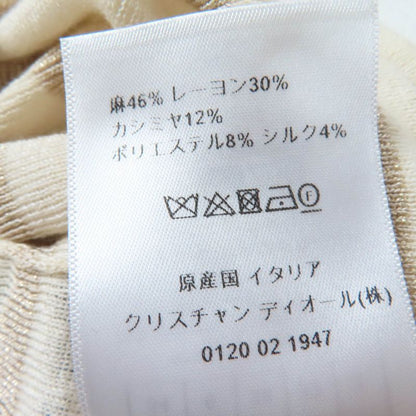 麻46% レーヨン30%
カシミヤ12%
ポリエステル8% シルク4%
F
原産国 イタリア
クリスチャン ディオール(株)
0120 02 1947